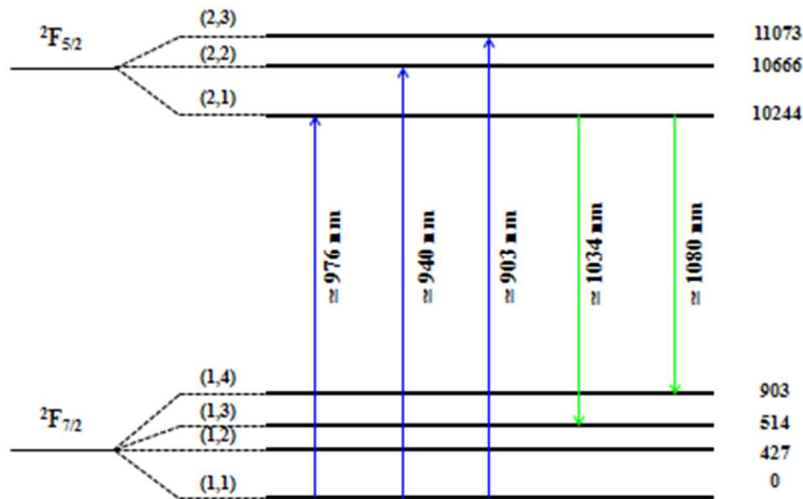 (2,3)
11073
²F₅/₂
(2,2)
10666
(2,1)
10244
≃ 976 nm
≃ 940 nm
≃ 903 nm
≃ 1034 nm
≃ 1080 nm
(1,4)
903
²F₇/₂
(1,3)
514
(1,2)
427
(1,1)
0